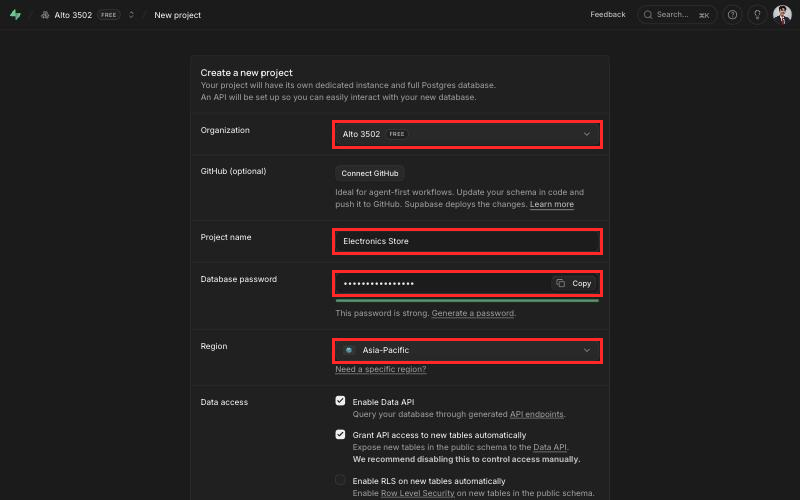 Alto 3502 FREE New project
Feedback Search... ⌘K
Create a new project
Your project will have its own dedicated instance and full Postgres database.
An API will be set up so you can easily interact with your new database.
Organization
Alto 3502 FREE
GitHub (optional)
Connect GitHub
Ideal for agent-first workflows. Update your schema in code and
push it to GitHub. Supabase deploys the changes. Learn more
Project name
Electronics Store
Database password
•••••••••••••••• Copy
This password is strong. Generate a password.
Region
Asia-Pacific
Need a specific region?
Data access
Enable Data API
Query your database through generated API endpoints.
Grant API access to new tables automatically
Expose new tables in the public schema to the Data API.
We recommend disabling this to control access manually.
Enable RLS on new tables automatically
Enable Row Level Security on new tables in the public schema.